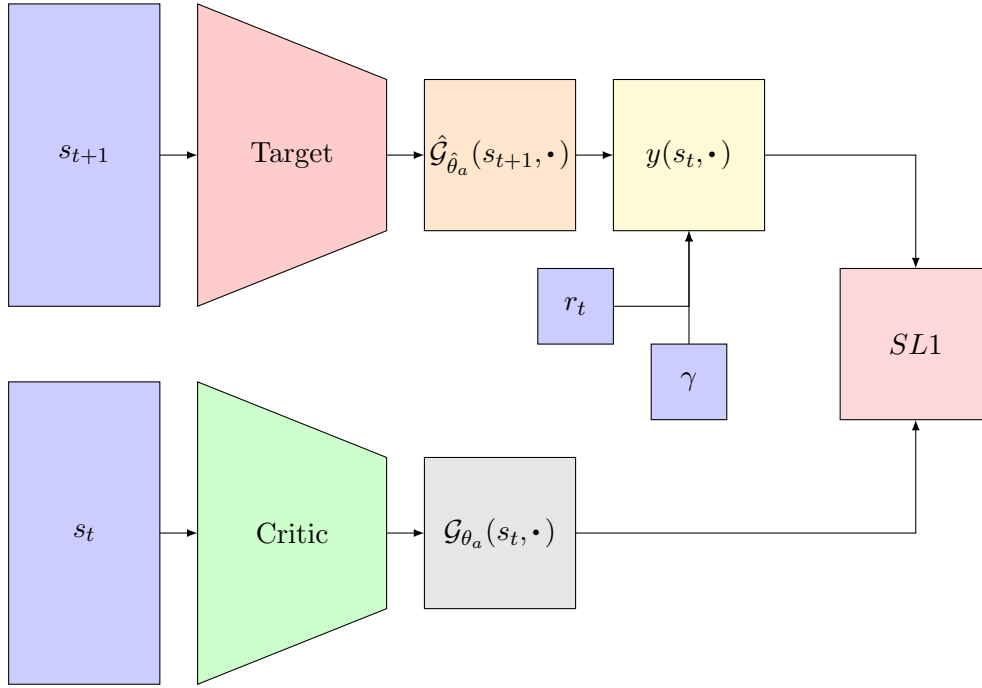 $s_{t+1}$
Target
$\hat{\mathcal{G}}_{\hat{\theta}_a}(s_{t+1}, \bullet)$
$y(s_t, \bullet)$
$r_t$
$SL1$
$\gamma$
$s_t$
Critic
$\mathcal{G}_{\theta_a}(s_t, \bullet)$